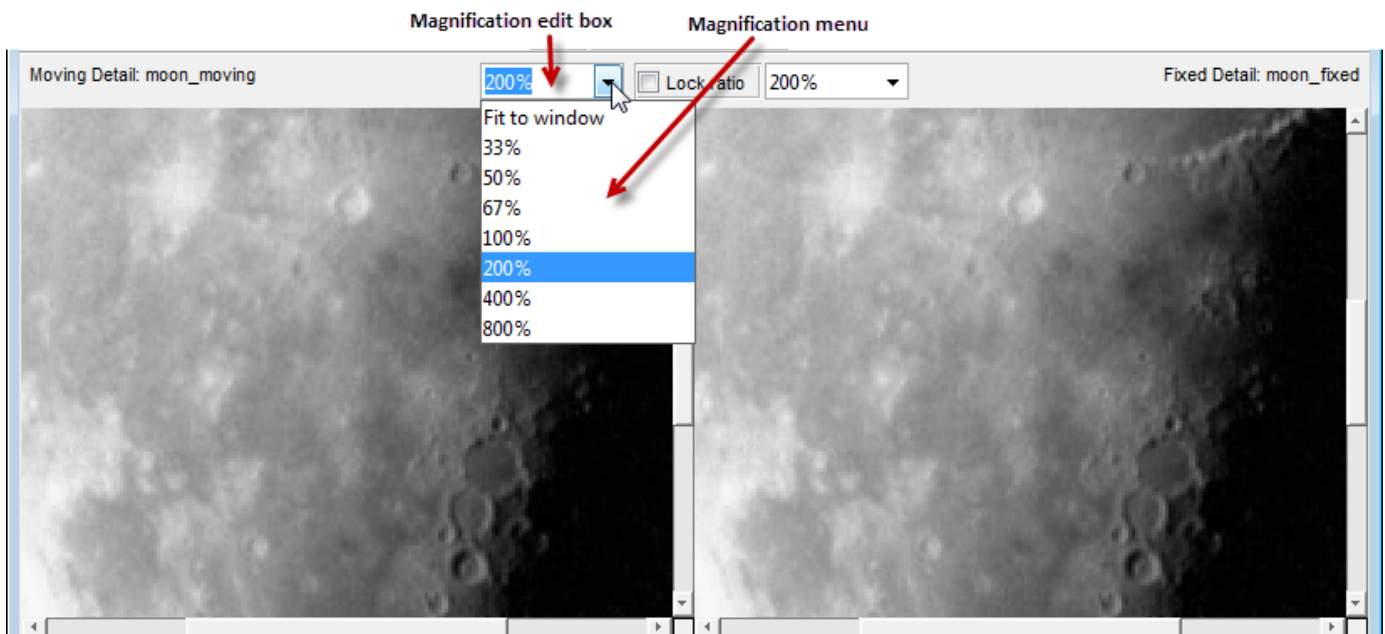 Magnification edit box
Magnification menu
Moving Detail: moon_moving
200%
Lock ratio
200%
Fixed Detail: moon_fixed
Fit to window
33%
50%
67%
100%
200%
400%
800%